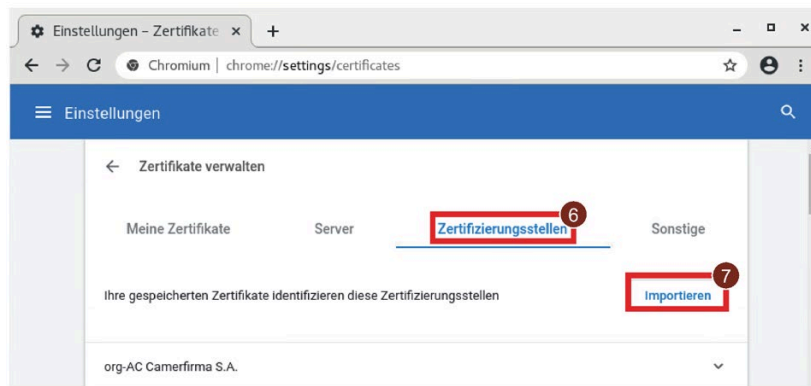 Einstellungen – Zertifikate
Chromium | chrome://settings/certificates
Einstellungen
Zertifikate verwalten
6
Meine Zertifikate Server Zertifizierungsstellen Sonstige
7
Ihre gespeicherten Zertifikate identifizieren diese Zertifizierungsstellen Importieren
org-AC Camerfirma S.A.